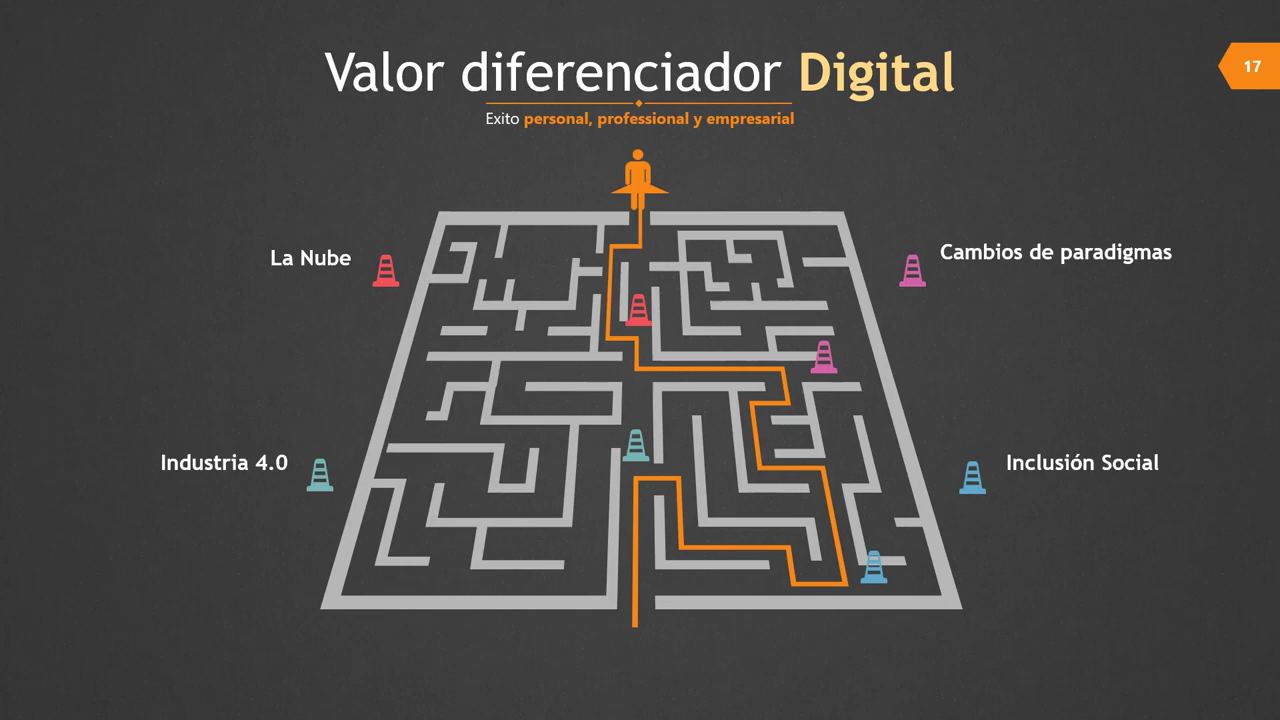 Valor diferenciador Digital
17
Exito personal, professional y empresarial
La Nube
Cambios de paradigmas
Industria 4.0
Inclusión Social